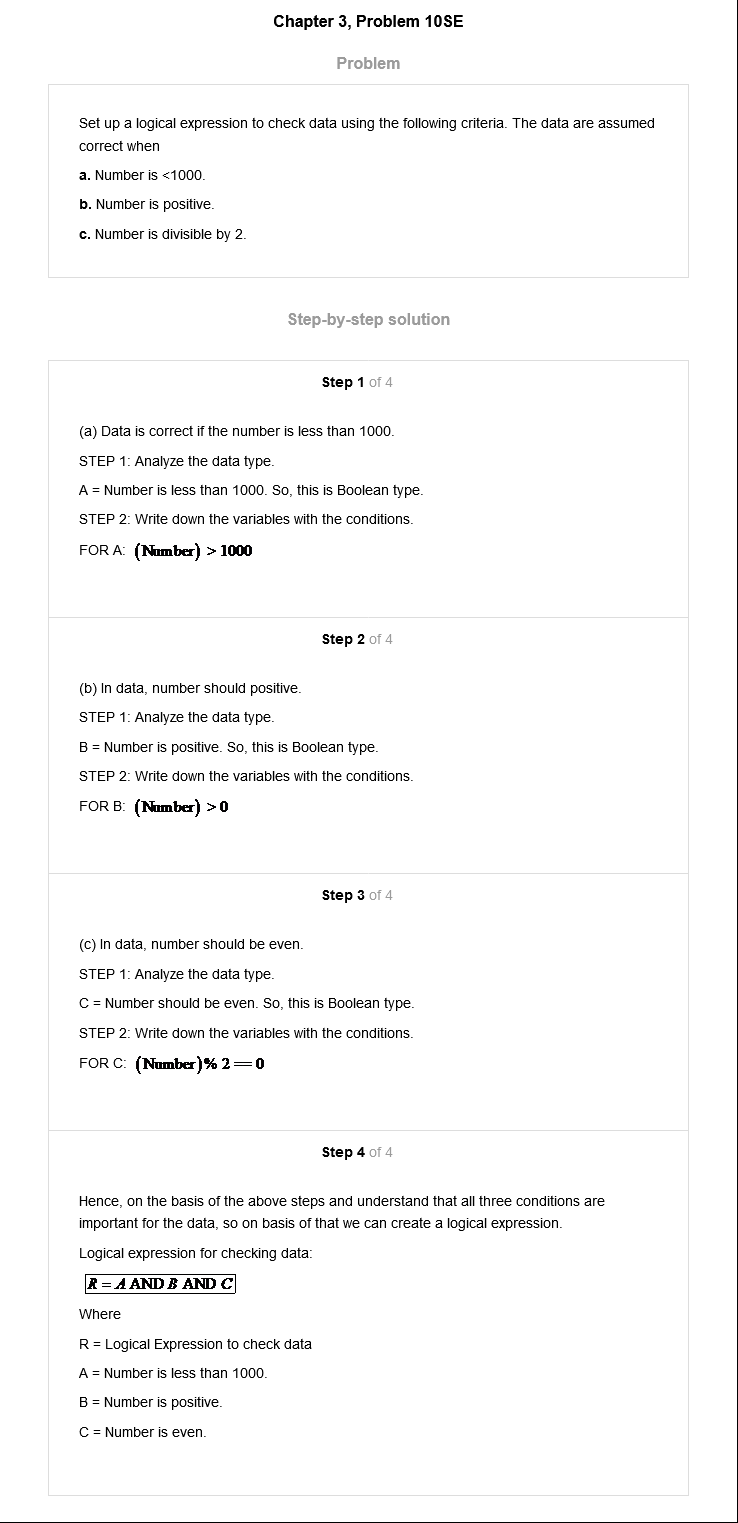 Chapter 3, Problem 10SE
Problem
Set up a logical expression to check data using the following criteria. The data are assumed
correct when
a. Number is <1000.
b. Number is positive.
c. Number is divisible by 2.
Step-by-step solution
Step 1 of 4
(a) Data is correct if the number is less than 1000.
STEP 1: Analyze the data type.
A = Number is less than 1000. So, this is Boolean type.
STEP 2: Write down the variables with the conditions.
FOR A: (Number) > 1000
Step 2 of 4
(b) In data, number should positive.
STEP 1: Analyze the data type.
B = Number is positive. So, this is Boolean type.
STEP 2: Write down the variables with the conditions.
FOR B: (Number) > 0
Step 3 of 4
(c) In data, number should be even.
STEP 1: Analyze the data type.
C = Number should be even. So, this is Boolean type.
STEP 2: Write down the variables with the conditions.
FOR C: (Number)% 2 == 0
Step 4 of 4
Hence, on the basis of the above steps and understand that all three conditions are
important for the data, so on basis of that we can create a logical expression.
Logical expression for checking data:
R = A AND B AND C
Where
R = Logical Expression to check data
A = Number is less than 1000.
B = Number is positive.
C = Number is even.